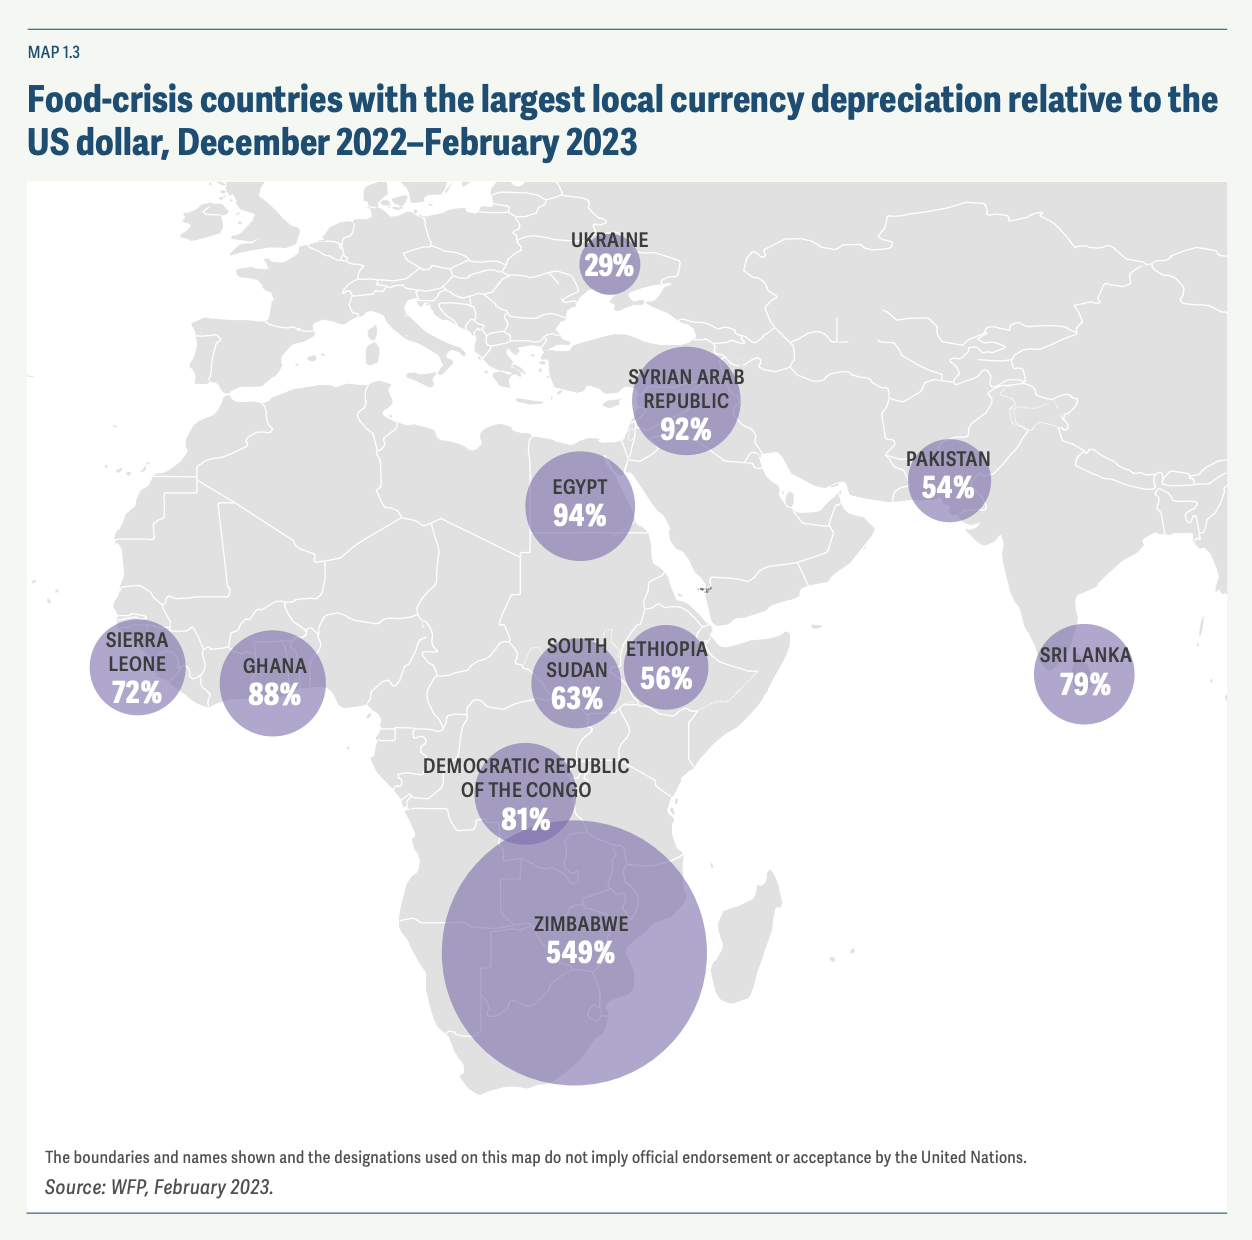 MAP 1.3
Food-crisis countries with the largest local currency depreciation relative to the
US dollar, December 2022–February 2023
UKRAINE
29%
SYRIAN ARAB
REPUBLIC
92%
PAKISTAN
54%
EGYPT
94%
SIERRA
LEONE
72%
GHANA
88%
SOUTH
SUDAN
63%
ETHIOPIA
56%
SRI LANKA
79%
DEMOCRATIC REPUBLIC
OF THE CONGO
81%
ZIMBABWE
549%
The boundaries and names shown and the designations used on this map do not imply official endorsement or acceptance by the United Nations.
Source: WFP, February 2023.